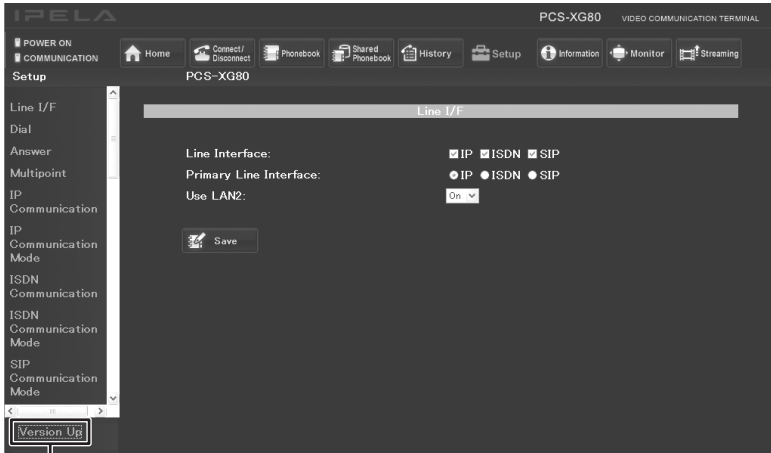 IPELA
PCS-XG80 VIDEO COMMUNICATION TERMINAL
POWER ON
COMMUNICATION
Home
Connect/
Disconnect
Phonebook
Shared
Phonebook
History
Setup
Information
Monitor
Streaming
Setup
PCS-XG80
Line I/F
Dial
Answer
Multipoint
IP
Communication
IP
Communication
Mode
ISDN
Communication
ISDN
Communication
Mode
SIP
Communication
Mode
Version Up
Line I/F
Line Interface: IP ISDN SIP
Primary Line Interface: IP ISDN SIP
Use LAN2: On
Save